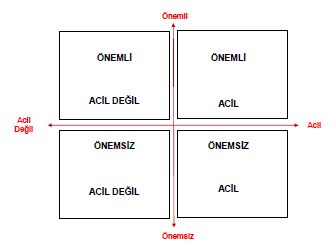 Önemli
ÖNEMLİ
ACİL DEĞİL
ÖNEMLİ
ACİL
Acil
Değil
Acil
ÖNEMSİZ
ACİL DEĞİL
ÖNEMSİZ
ACİL
Önemsiz